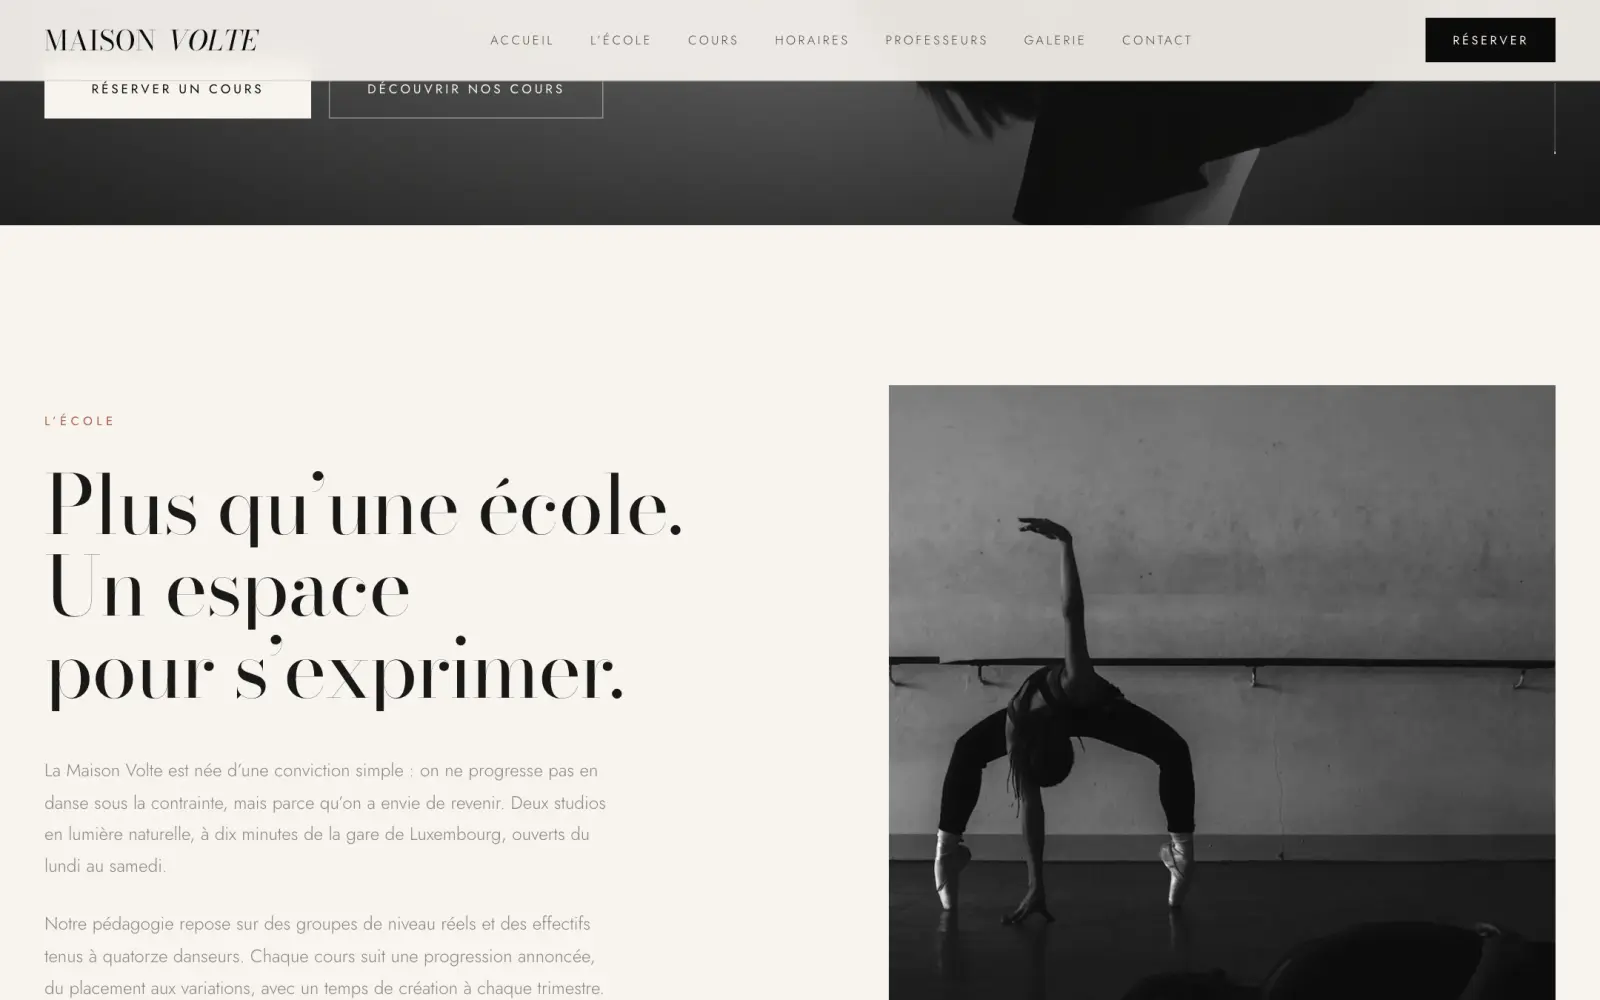 MAISON VOLTE
ACCUEIL
L’ÉCOLE
COURS
HORAIRES
PROFESSEURS
GALERIE
CONTACT
RÉSERVER
RÉSERVER UN COURS
DÉCOUVRIR NOS COURS
L’ÉCOLE
Plus qu’une école.
Un espace
pour s’exprimer.
La Maison Volte est née d’une conviction simple : on ne progresse pas en
danse sous la contrainte, mais parce qu’on a envie de revenir. Deux studios
en lumière naturelle, à dix minutes de la gare de Luxembourg, ouverts du
lundi au samedi.
Notre pédagogie repose sur des groupes de niveau réels et des effectifs
tenus à quatorze danseurs. Chaque cours suit une progression annoncée,
du placement aux variations, avec un temps de création à chaque trimestre.